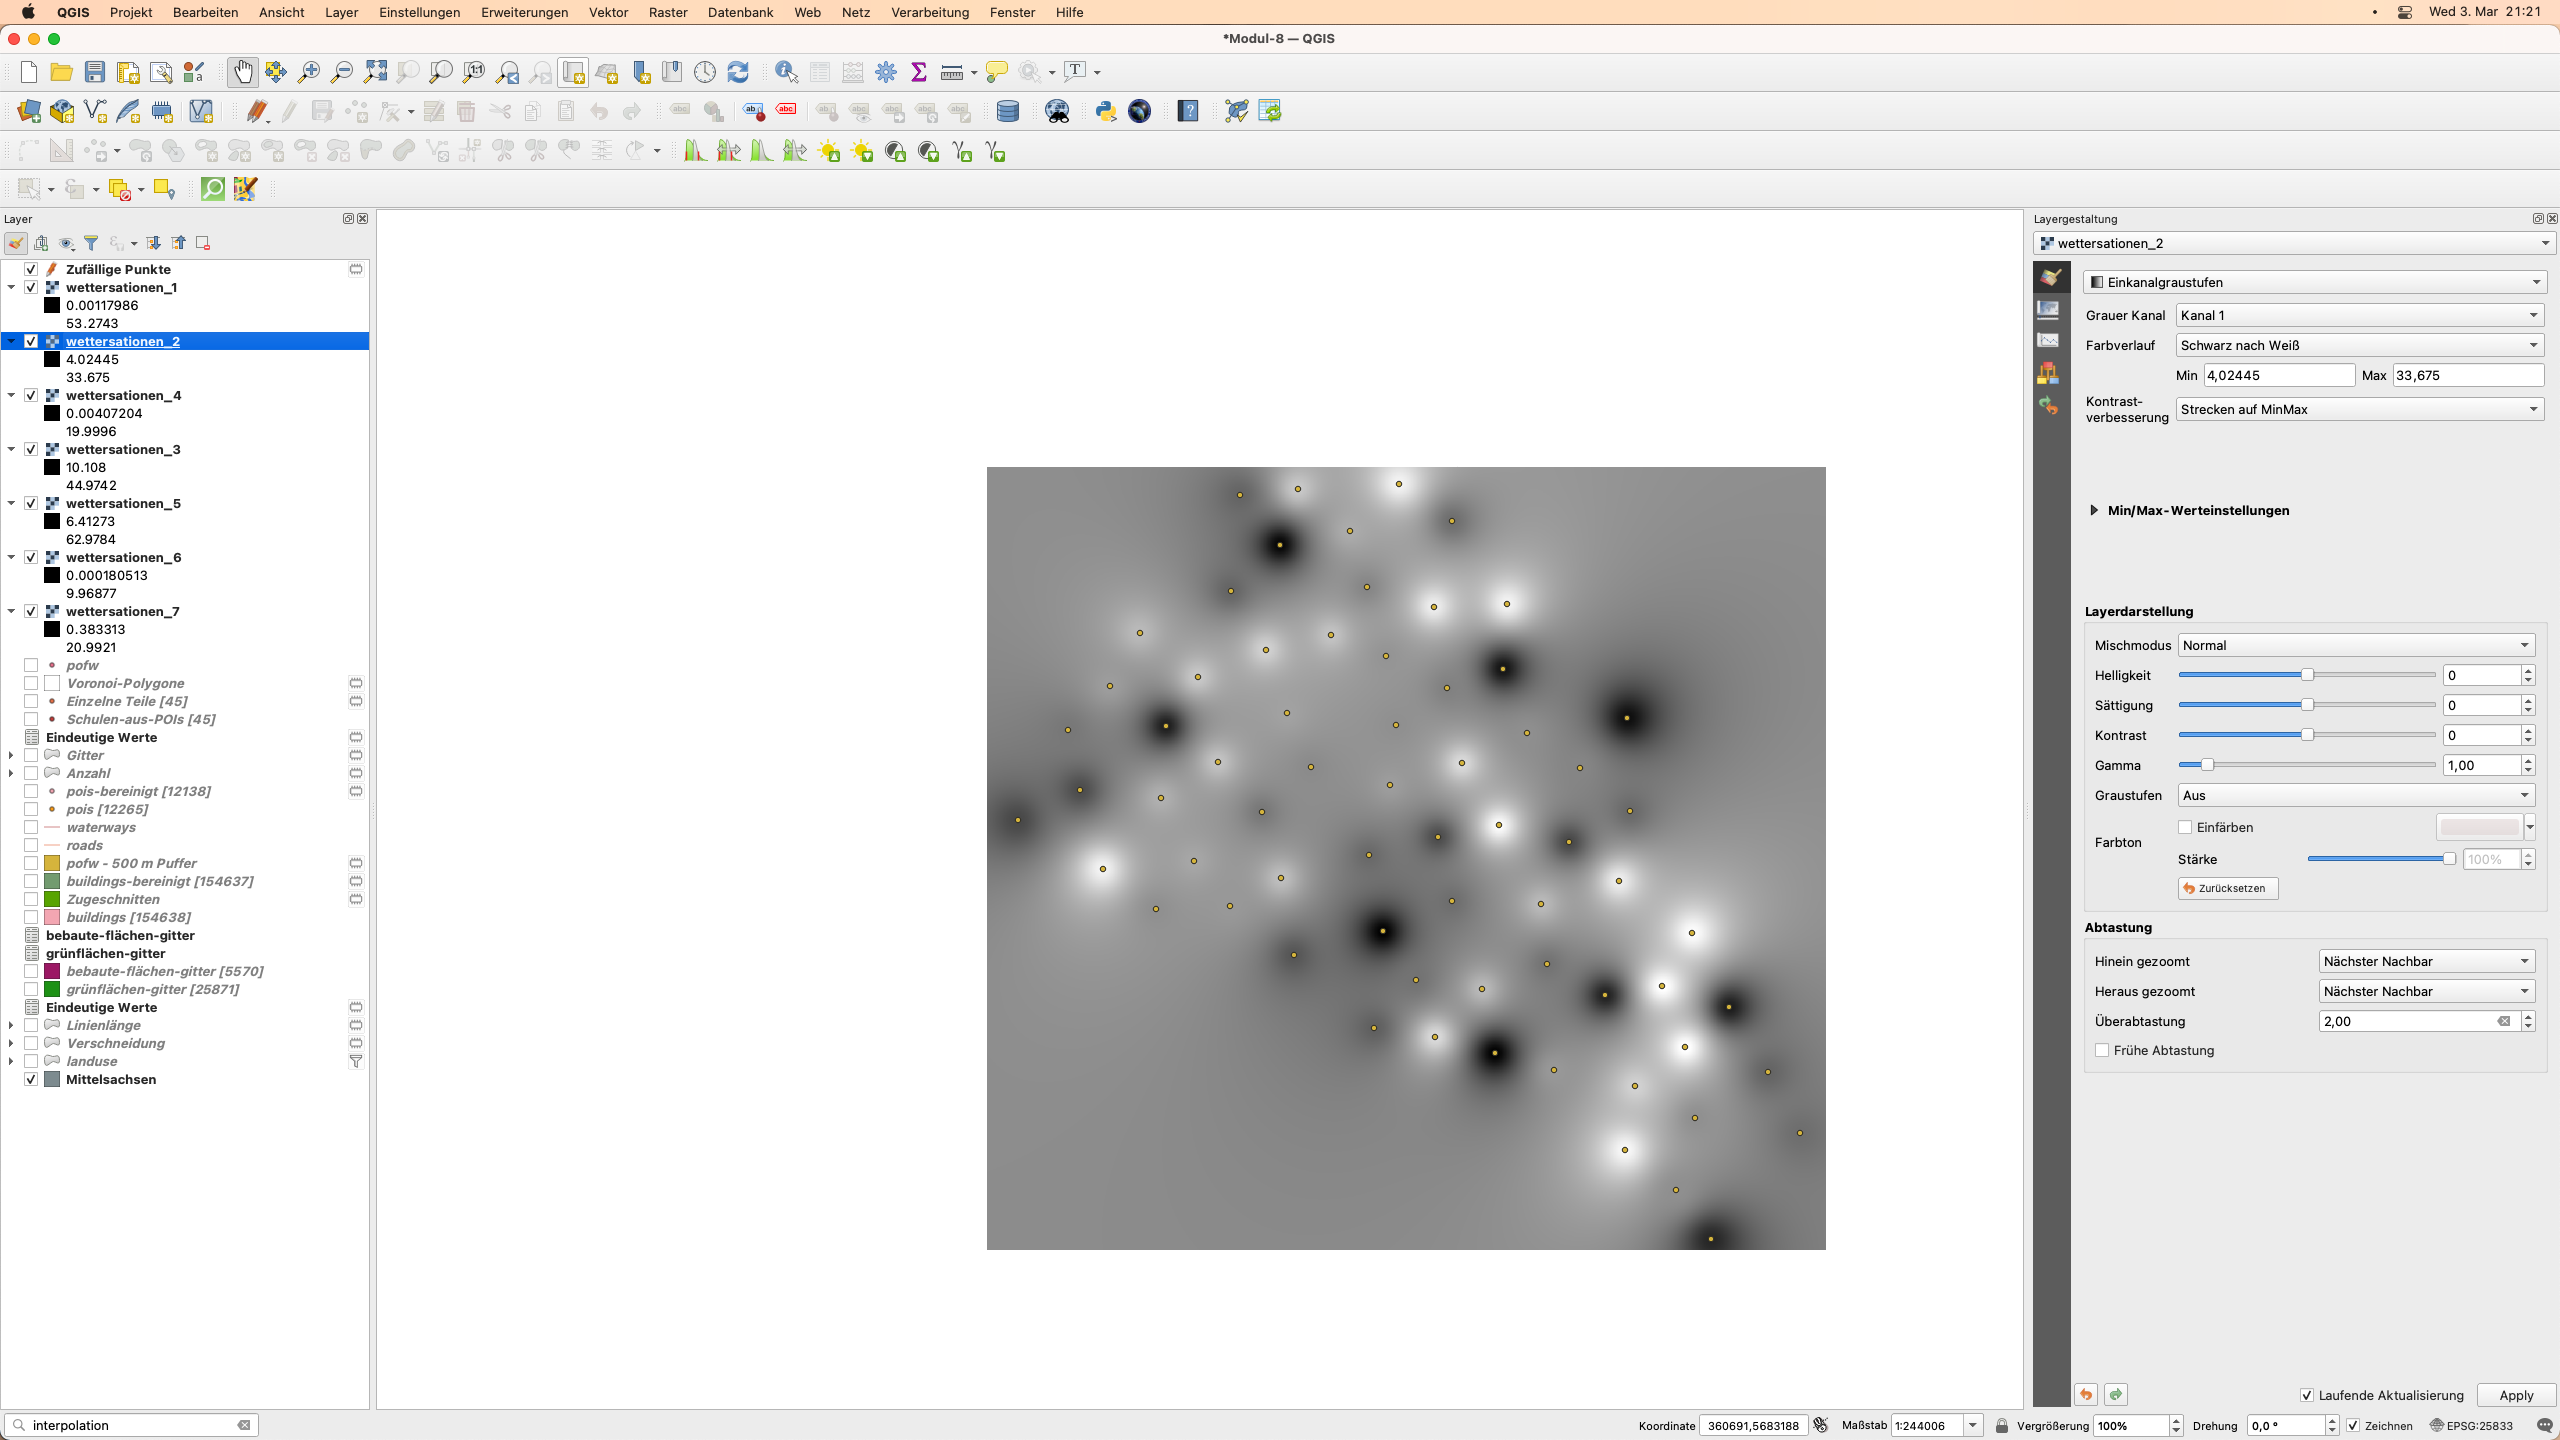 QGIS Projekt Bearbeiten Ansicht Layer Einstellungen Erweiterungen Vektor Raster Datenbank Web Netz Verarbeitung Fenster Hilfe Wed 3. Mar 21:21
*Modul-8 — QGIS
Layer
Zufällige Punkte
wettersationen_1
0.00117986
53.2743
wettersationen_2
4.02445
33.675
wettersationen_4
0.00407204
19.9996
wettersationen_3
10.108
44.9742
wettersationen_5
6.41273
62.9784
wettersationen_6
0.000180513
9.96877
wettersationen_7
0.383313
20.9921
pofw
Voronoi-Polygone
Einzelne Teile [45]
Schulen-aus-POIs [45]
Eindeutige Werte
Gitter
Anzahl
pois-bereinigt [12138]
pois [12265]
waterways
roads
pofw - 500 m Puffer
buildings-bereinigt [154637]
Zugeschnitten
buildings [154638]
bebaute-flächen-gitter
grünflächen-gitter
bebaute-flächen-gitter [5570]
grünflächen-gitter [25871]
Eindeutige Werte
Linienlänge
Verschneidung
landuse
Mittelsachsen
Layergestaltung
wettersationen_2
Einkanalgraustufen
Grauer Kanal Kanal 1
Farbverlauf Schwarz nach Weiß
Min 4,02445 Max 33,675
Kontrast-
verbesserung Strecken auf MinMax
Min/Max-Werteinstellungen
Layerdarstellung
Mischmodus Normal
Helligkeit 0
Sättigung 0
Kontrast 0
Gamma 1,00
Graustufen Aus
Farbton Einfärben
Stärke 100%
Zurücksetzen
Abtastung
Hinein gezoomt Nächster Nachbar
Heraus gezoomt Nächster Nachbar
Überabtastung 2,00
Frühe Abtastung
Laufende Aktualisierung Apply
interpolation Koordinate 360691,5683188 Maßstab 1:244006 Vergrößerung 100% Drehung 0,0 ° Zeichnen EPSG:25833